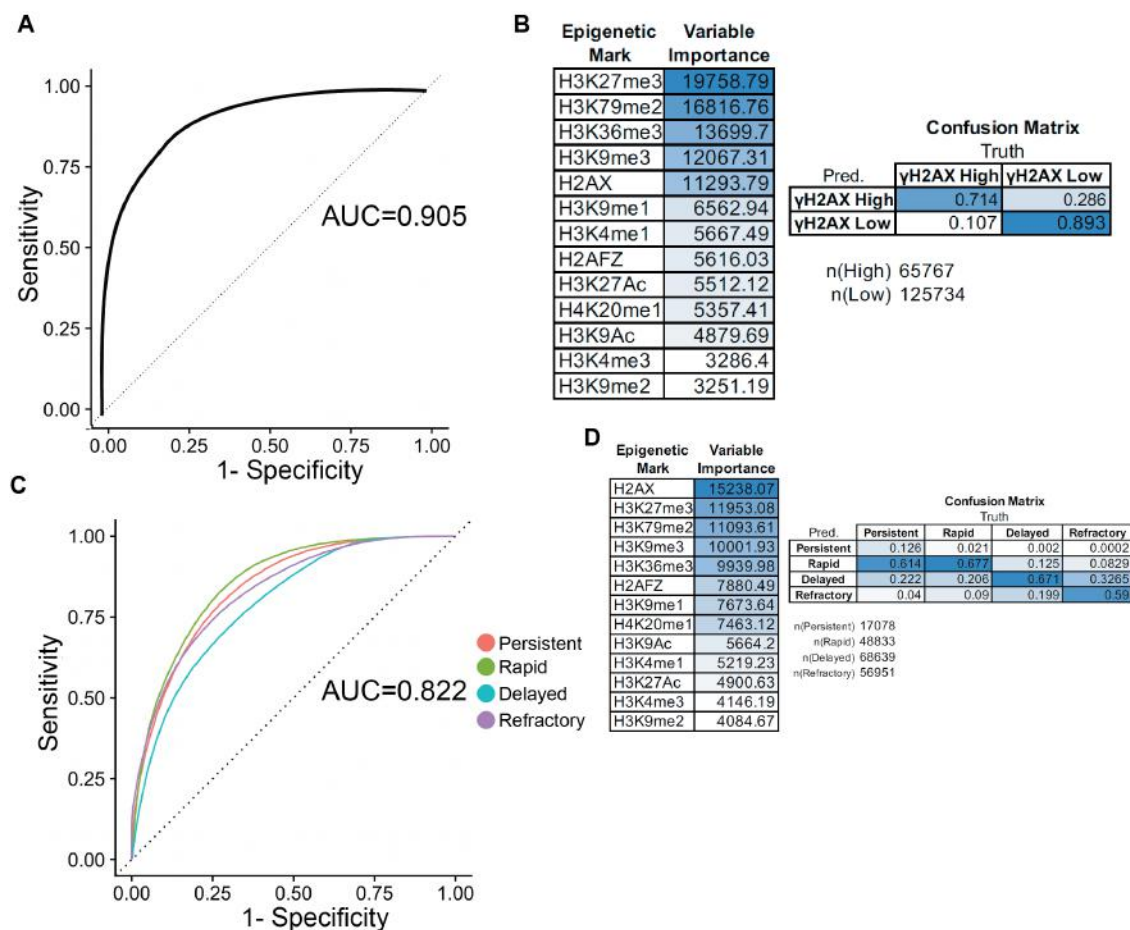 A
1.00
0.75
0.50
0.25
0.00
Sensitivity
AUC=0.905
0.00 0.25 0.50 0.75 1.00
1- Specificity
B
Epigenetic Mark Variable Importance
H3K27me3 19758.79
H3K79me2 16816.76
H3K36me3 13699.7
H3K9me3 12067.31
H2AX 11293.79
H3K9me1 6562.94
H3K4me1 5667.49
H2AFZ 5616.03
H3K27Ac 5512.12
H4K20me1 5357.41
H3K9Ac 4879.69
H3K4me3 3286.4
H3K9me2 3251.19
Confusion Matrix
Truth
Pred. γH2AX High γH2AX Low
γH2AX High 0.714 0.286
γH2AX Low 0.107 0.893
n(High) 65767
n(Low) 125734
C
1.00
0.75
0.50
0.25
0.00
Sensitivity
Persistent
Rapid
Delayed
Refractory
AUC=0.822
0.00 0.25 0.50 0.75 1.00
1- Specificity
D
Epigenetic Mark Variable Importance
H2AX 15238.07
H3K27me3 11953.08
H3K79me2 11093.61
H3K9me3 10001.93
H3K36me3 9939.98
H2AFZ 7880.49
H3K9me1 7673.64
H4K20me1 7463.12
H3K9Ac 5664.2
H3K4me1 5219.23
H3K27Ac 4900.63
H3K4me3 4146.19
H3K9me2 4084.67
Confusion Matrix
Truth
Pred. Persistent Rapid Delayed Refractory
Persistent 0.126 0.021 0.002 0.0002
Rapid 0.614 0.677 0.125 0.0829
Delayed 0.222 0.206 0.671 0.3265
Refractory 0.04 0.09 0.199 0.59
n(Persistent) 17078
n(Rapid) 48833
n(Delayed) 68639
n(Refractory) 56951